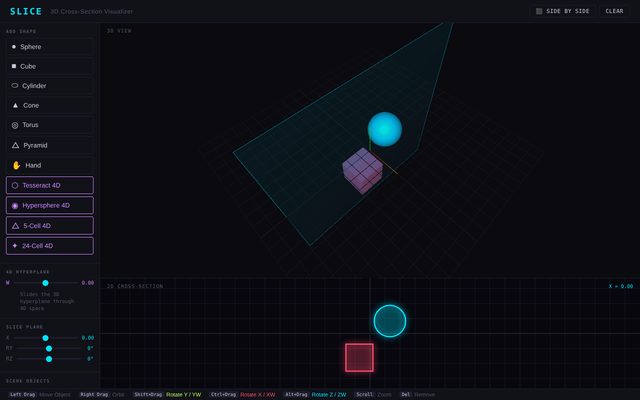 SLICE 3D Cross-Section Visualizer
SIDE BY SIDE CLEAR
ADD SHAPE
3D VIEW
Sphere
Cube
Cylinder
Cone
Torus
Pyramid
Hand
Tesseract 4D
Hypersphere 4D
5-Cell 4D
24-Cell 4D
4D HYPERPLANE
W 0.00
Slides the 3D
hyperplane through
4D space
2D CROSS-SECTION X = 0.00
SLICE PLANE
X 0.00
RY 0°
RZ 0°
SCENE OBJECTS
Left Drag Move Object Right Drag Orbit Shift+Drag Rotate Y / YW Ctrl+Drag Rotate X / XW Alt+Drag Rotate Z / ZW Scroll Zoom Del Remove